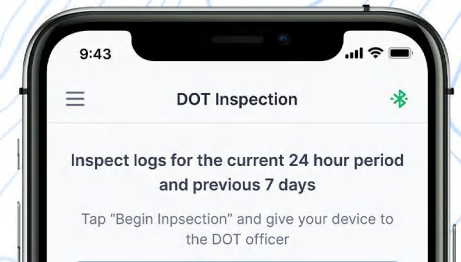 9:43
DOT Inspection
Inspect logs for the current 24 hour period
and previous 7 days
Tap “Begin Inpsection” and give your device to
the DOT officer